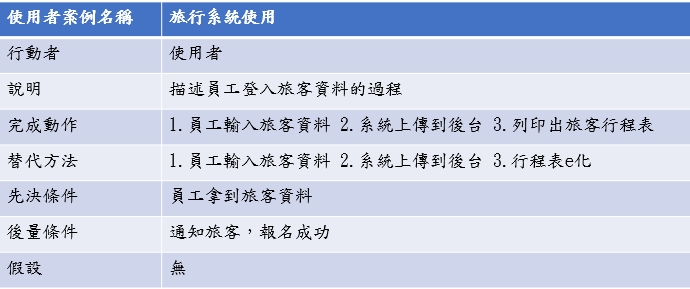 使用者案例名稱 旅行系統使用
行動者 使用者
說明 描述員工登入旅客資料的過程
完成動作 1.員工輸入旅客資料 2.系統上傳到後台 3.列印出旅客行程表
替代方法 1.員工輸入旅客資料 2.系統上傳到後台 3.行程表e化
先決條件 員工拿到旅客資料
後量條件 通知旅客，報名成功
假設 無